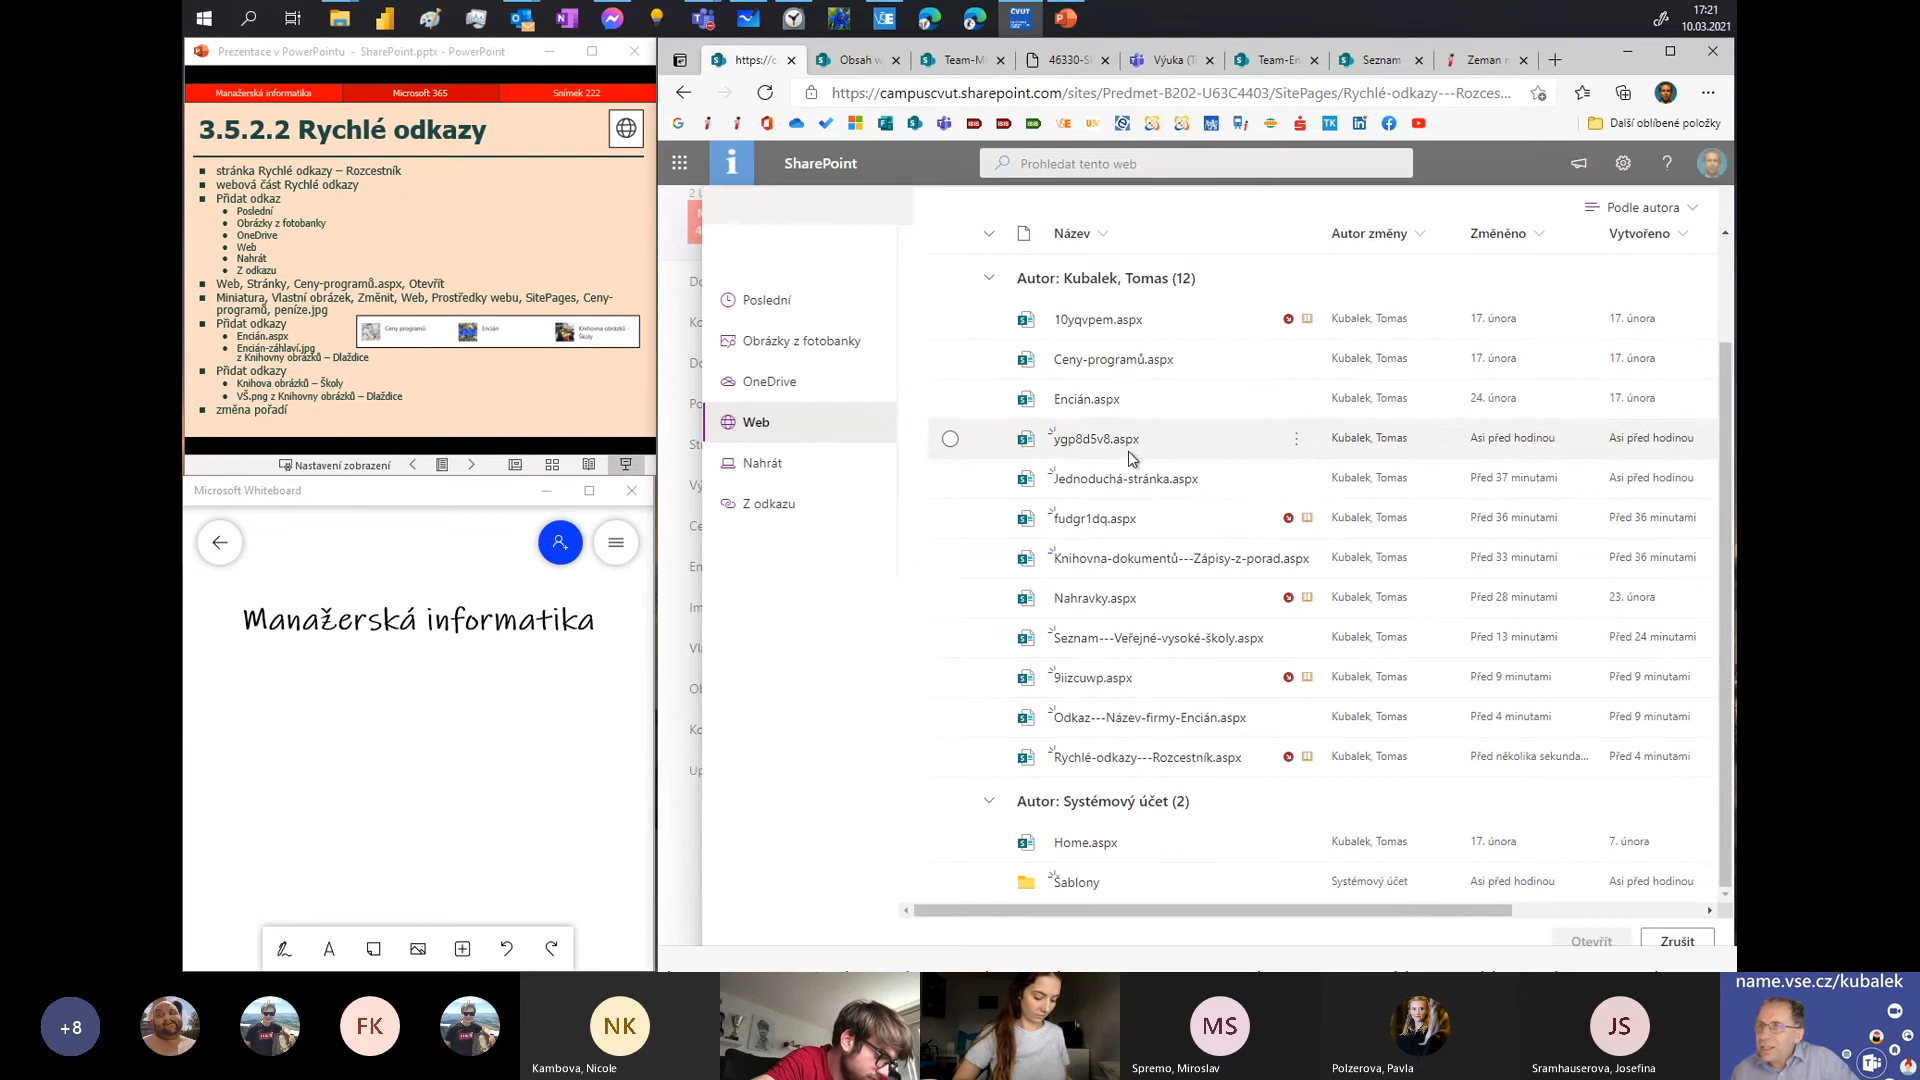 17:21
10.03.2021
Prezentace v PowerPointu - SharePoint.pptx - PowerPoint
Manažerská informatika
Microsoft 365
Snímek 222
3.5.2.2 Rychlé odkazy
stránka Rychlé odkazy – Rozcestník
webová část Rychlé odkazy
Přidat odkaz
Poslední
Obrázky z fotobanky
OneDrive
Web
Nahrát
Z odkazu
Web, Stránky, Ceny-programů.aspx, Otevřít
Miniatura, Vlastní obrázek, Změnit, Web, Prostředky webu, SitePages, Ceny-
programů, peníze.jpg
Přidat odkazy
Encián.aspx
Encián-záhlaví.jpg
z Knihovny obrázků – Dlaždice
Ceny programů
Encián
Knihovna obrázků -
Školy
Přidat odkazy
Knihova obrázků – Školy
VŠ.png z Knihovny obrázků – Dlaždice
změna pořadí
Nastavení zobrazení
Microsoft Whiteboard
Manažerská informatika
https://c
Obsah w
Team-M
46330-S
Výuka (T
Team-En
Seznam
Zeman n
https://campuscvut.sharepoint.com/sites/Predmet-B202-U63C4403/SitePages/Rychlé-odkazy---Rozces...
Další oblíbené položky
SharePoint
Prohledat tento web
Podle autora
Název
Autor změny
Změněno
Vytvořeno
Poslední
Obrázky z fotobanky
OneDrive
Web
Nahrát
Z odkazu
Autor: Kubalek, Tomas (12)
10yqvpem.aspx Kubalek, Tomas 17. února 17. února
Ceny-programů.aspx Kubalek, Tomas 17. února 17. února
Encián.aspx Kubalek, Tomas 24. února 17. února
ygp8d5v8.aspx Kubalek, Tomas Asi před hodinou Asi před hodinou
Jednoduchá-stránka.aspx Kubalek, Tomas Před 37 minutami Asi před hodinou
fudgr1dq.aspx Kubalek, Tomas Před 36 minutami Před 36 minutami
Knihovna-dokumentů---Zápisy-z-porad.aspx Kubalek, Tomas Před 33 minutami Před 36 minutami
Nahravky.aspx Kubalek, Tomas Před 28 minutami 23. února
Seznam---Veřejné-vysoké-školy.aspx Kubalek, Tomas Před 13 minutami Před 24 minutami
9iizcuwp.aspx Kubalek, Tomas Před 9 minutami Před 9 minutami
Odkaz---Název-firmy-Encián.aspx Kubalek, Tomas Před 4 minutami Před 9 minutami
Rychlé-odkazy---Rozcestník.aspx Kubalek, Tomas Před několika sekunda... Před 4 minutami
Autor: Systémový účet (2)
Home.aspx Kubalek, Tomas 17. února 7. února
Šablony Systémový účet Asi před hodinou Asi před hodinou
Otevřít
Zrušit
+8
FK
NK
Kambova, Nicole
MS
Spremo, Miroslav
Polzerova, Pavla
JS
Sramhauserova, Josefina
name.vse.cz/kubalek